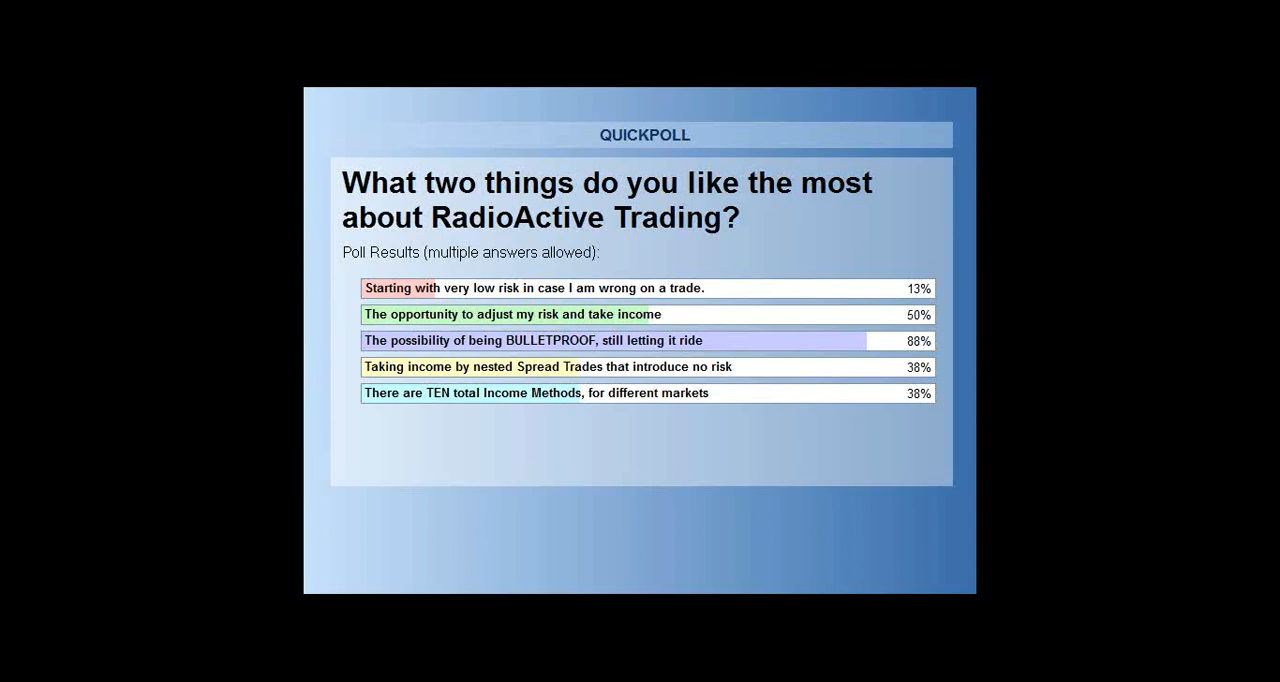 QUICKPOLL
What two things do you like the most
about RadioActive Trading?
Poll Results (multiple answers allowed):
Starting with very low risk in case I am wrong on a trade. 13%
The opportunity to adjust my risk and take income 50%
The possibility of being BULLETPROOF, still letting it ride 88%
Taking income by nested Spread Trades that introduce no risk 38%
There are TEN total Income Methods, for different markets 38%